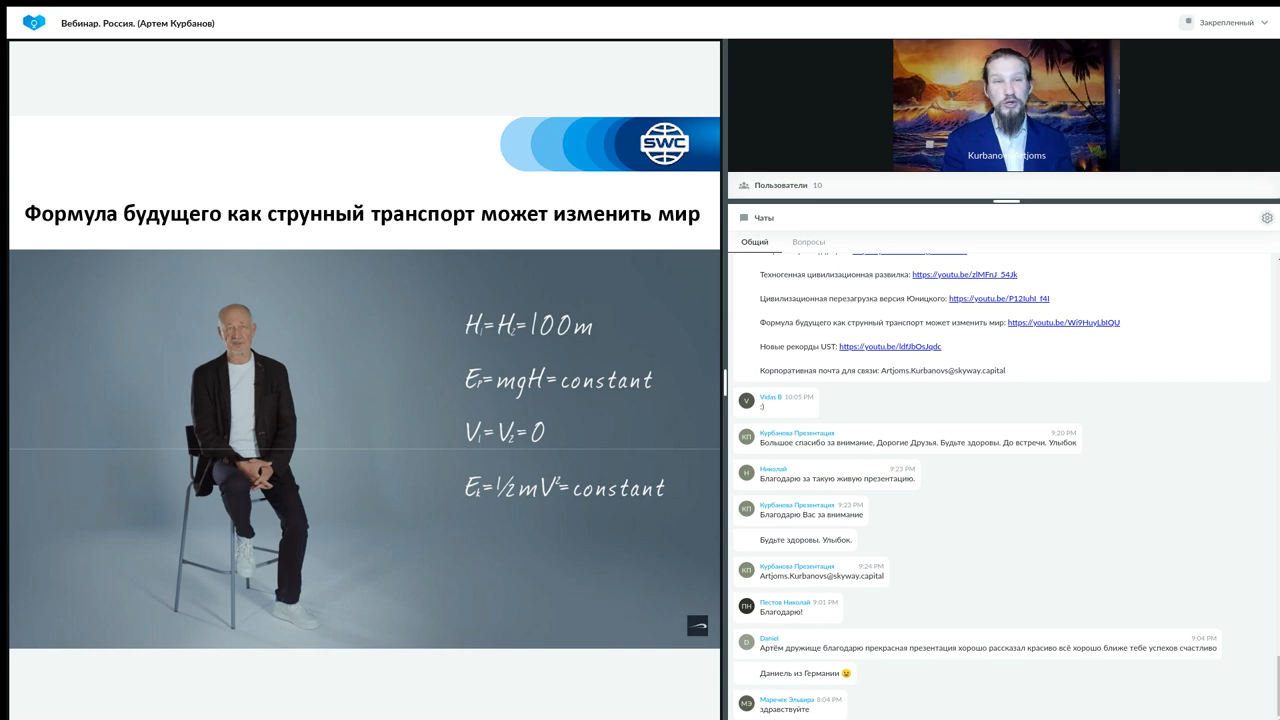 Вебинар. Россия. (Артем Курбанов)
Закрепленный
SWC
Формула будущего как струнный транспорт может изменить мир
H₁=H₂=100m
Eₚ=mgH=constant
V₁=V₂=0
Eₖ=½mV²=constant
Пользователи 10
Чаты
Общий
Вопросы
Техногенная цивилизационная развилка: https://youtu.be/zlMFnJ_54Jk
Цивилизационная перезагрузка версия Юницкого: https://youtu.be/P12IuhI_f4I
Формула будущего как струнный транспорт может изменить мир: https://youtu.be/Wi9HuyLbIQU
Новые рекорды UST: https://youtu.be/ldfJbOsJqdc
Корпоративная почта для связи: Artjoms.Kurbanovs@skyway.capital
V
Vidas B 10:05 PM
:)
КП
Курбанова Презентация 9:20 PM
Большое спасибо за внимание, Дорогие Друзья. Будьте здоровы. До встречи. Улыбок
Н
Николай 9:23 PM
Благодарю за такую живую презентацию.
КП
Курбанова Презентация 9:23 PM
Благодарю Вас за внимание
Будьте здоровы. Улыбок.
КП
Курбанова Презентация 9:24 PM
Artjoms.Kurbanovs@skyway.capital
ПН
Пестов Николай 9:01 PM
Благодарю!
D
Daniel 9:04 PM
Артём дружище благодарю прекрасная презентация хорошо рассказал красиво всё хорошо ближе тебе успехов счастливо
Даниель из Германии 😉
МЭ
Маречек Эльвира 8:04 PM
здравствуйте